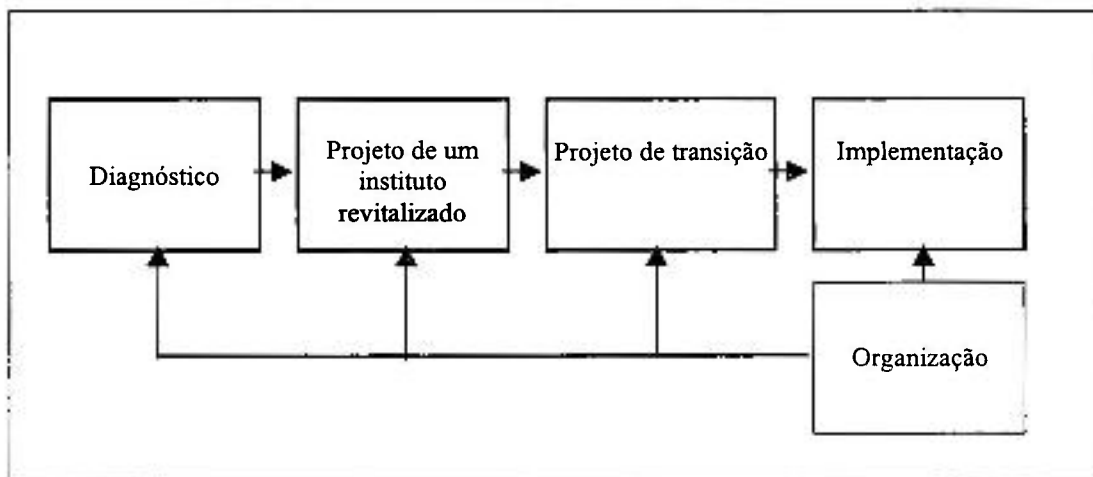 Diagnóstico
Projeto de um
instituto
revitalizado
Projeto de transição
Implementação
Organização